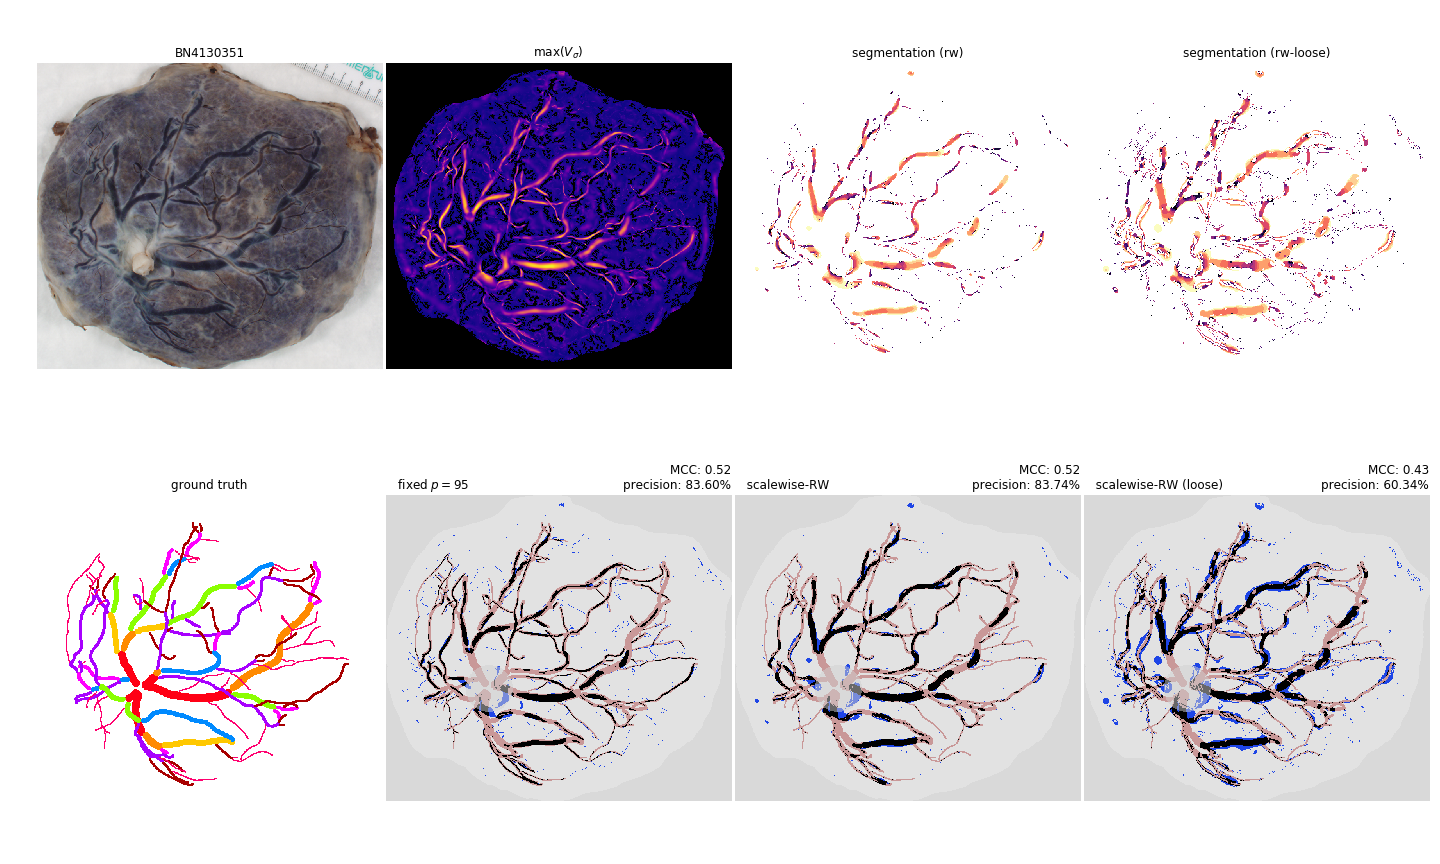 BN4130351
max(V_σ)
segmentation (rw)
segmentation (rw-loose)
ground truth
fixed p = 95
MCC: 0.52
precision: 83.60%
scalewise-RW
MCC: 0.52
precision: 83.74%
scalewise-RW (loose)
MCC: 0.43
precision: 60.34%